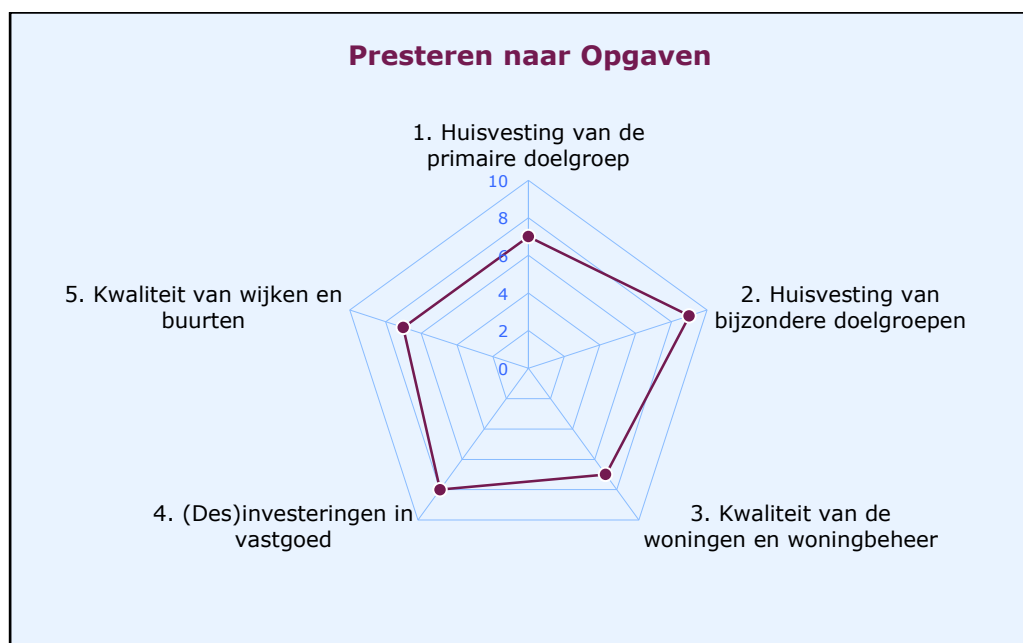 Presteren naar Opgaven
1. Huisvesting van de
primaire doelgroep
10
8
6
4
2
0
2. Huisvesting van
bijzondere doelgroepen
3. Kwaliteit van de
woningen en woningbeheer
4. (Des)investeringen in
vastgoed
5. Kwaliteit van wijken en
buurten